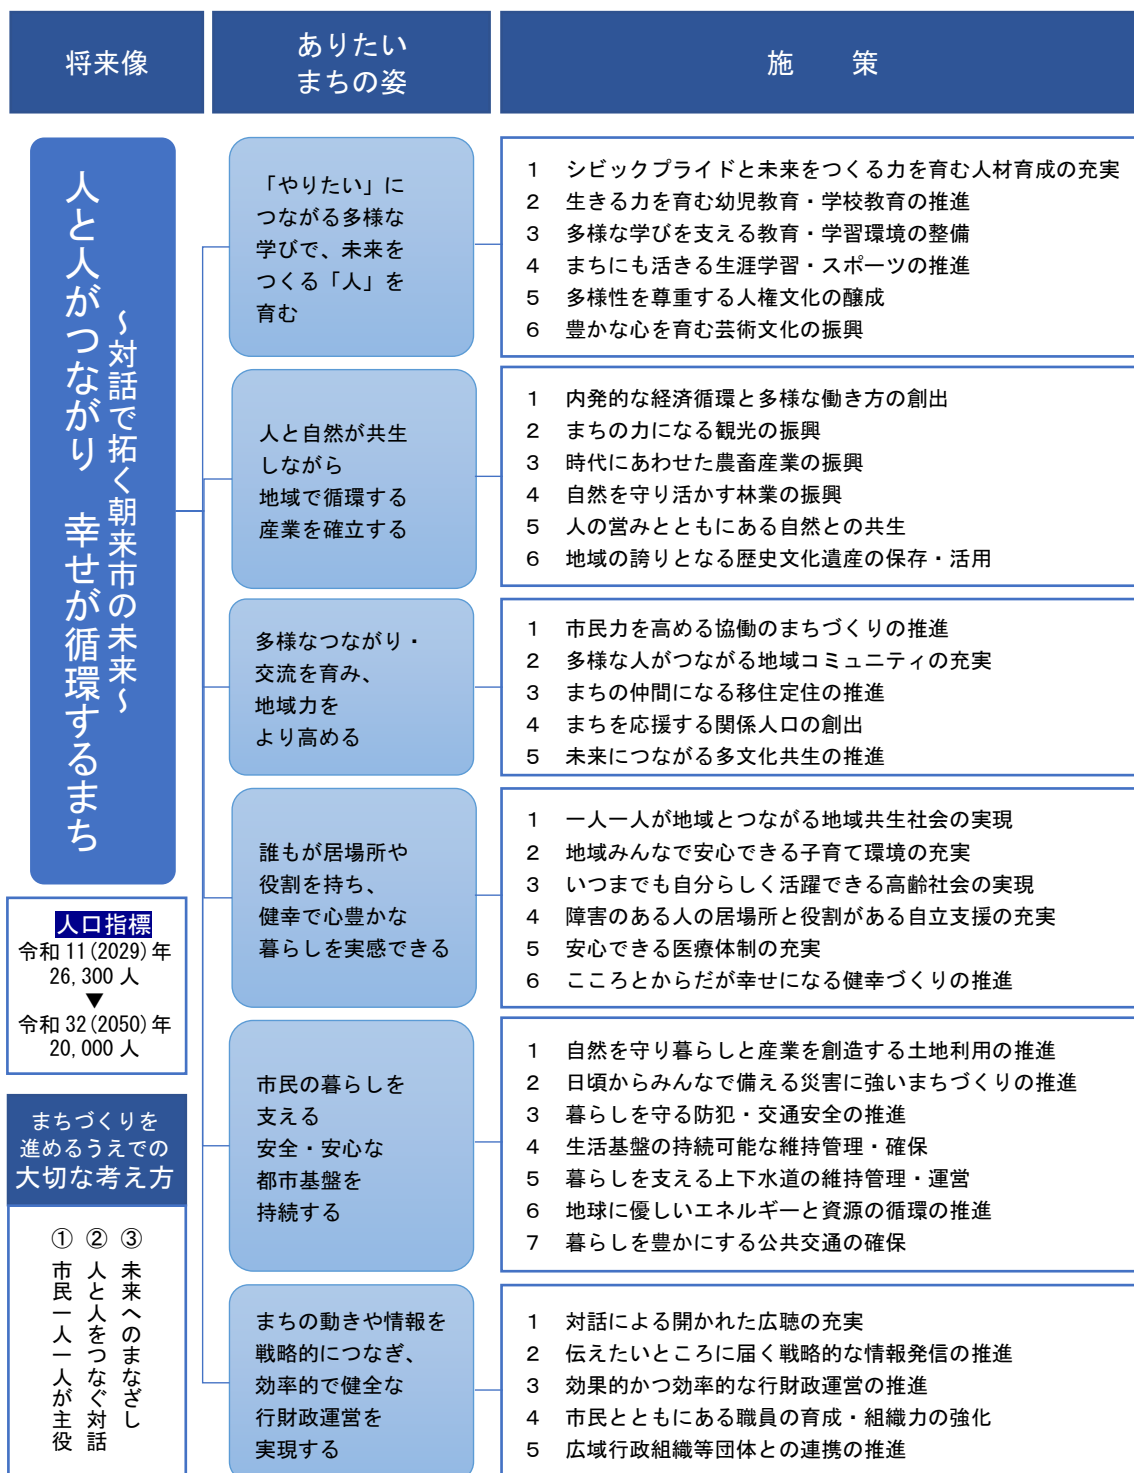 将来像
ありたい
まちの姿
施　策
人と人がつながり　幸せが循環するまち
～対話で拓く朝来市の未来～
人口指標
令和11(2029)年
26,300人
▼
令和32(2050)年
20,000人
まちづくりを
進めるうえでの
大切な考え方
① 市民一人一人が主役
② 人と人をつなぐ対話
③ 未来へのまなざし
「やりたい」に
つながる多様な
学びで、未来を
つくる「人」を
育む
1　シビックプライドと未来をつくる力を育む人材育成の充実
2　生きる力を育む幼児教育・学校教育の推進
3　多様な学びを支える教育・学習環境の整備
4　まちにも活きる生涯学習・スポーツの推進
5　多様性を尊重する人権文化の醸成
6　豊かな心を育む芸術文化の振興
人と自然が共生
しながら
地域で循環する
産業を確立する
1　内発的な経済循環と多様な働き方の創出
2　まちの力になる観光の振興
3　時代にあわせた農畜産業の振興
4　自然を守り活かす林業の振興
5　人の営みとともにある自然との共生
6　地域の誇りとなる歴史文化遺産の保存・活用
多様なつながり・
交流を育み、
地域力を
より高める
1　市民力を高める協働のまちづくりの推進
2　多様な人がつながる地域コミュニティの充実
3　まちの仲間になる移住定住の推進
4　まちを応援する関係人口の創出
5　未来につながる多文化共生の推進
誰もが居場所や
役割を持ち、
健幸で心豊かな
暮らしを実感できる
1　一人一人が地域とつながる地域共生社会の実現
2　地域みんなで安心できる子育て環境の充実
3　いつまでも自分らしく活躍できる高齢社会の実現
4　障害のある人の居場所と役割がある自立支援の充実
5　安心できる医療体制の充実
6　こころとからだが幸せになる健幸づくりの推進
市民の暮らしを
支える
安全・安心な
都市基盤を
持続する
1　自然を守り暮らしと産業を創造する土地利用の推進
2　日頃からみんなで備える災害に強いまちづくりの推進
3　暮らしを守る防犯・交通安全の推進
4　生活基盤の持続可能な維持管理・確保
5　暮らしを支える上下水道の維持管理・運営
6　地球に優しいエネルギーと資源の循環の推進
7　暮らしを豊かにする公共交通の確保
まちの動きや情報を
戦略的につなぎ、
効率的で健全な
行財政運営を
実現する
1　対話による開かれた広聴の充実
2　伝えたいところに届く戦略的な情報発信の推進
3　効果的かつ効率的な行財政運営の推進
4　市民とともにある職員の育成・組織力の強化
5　広域行政組織等団体との連携の推進